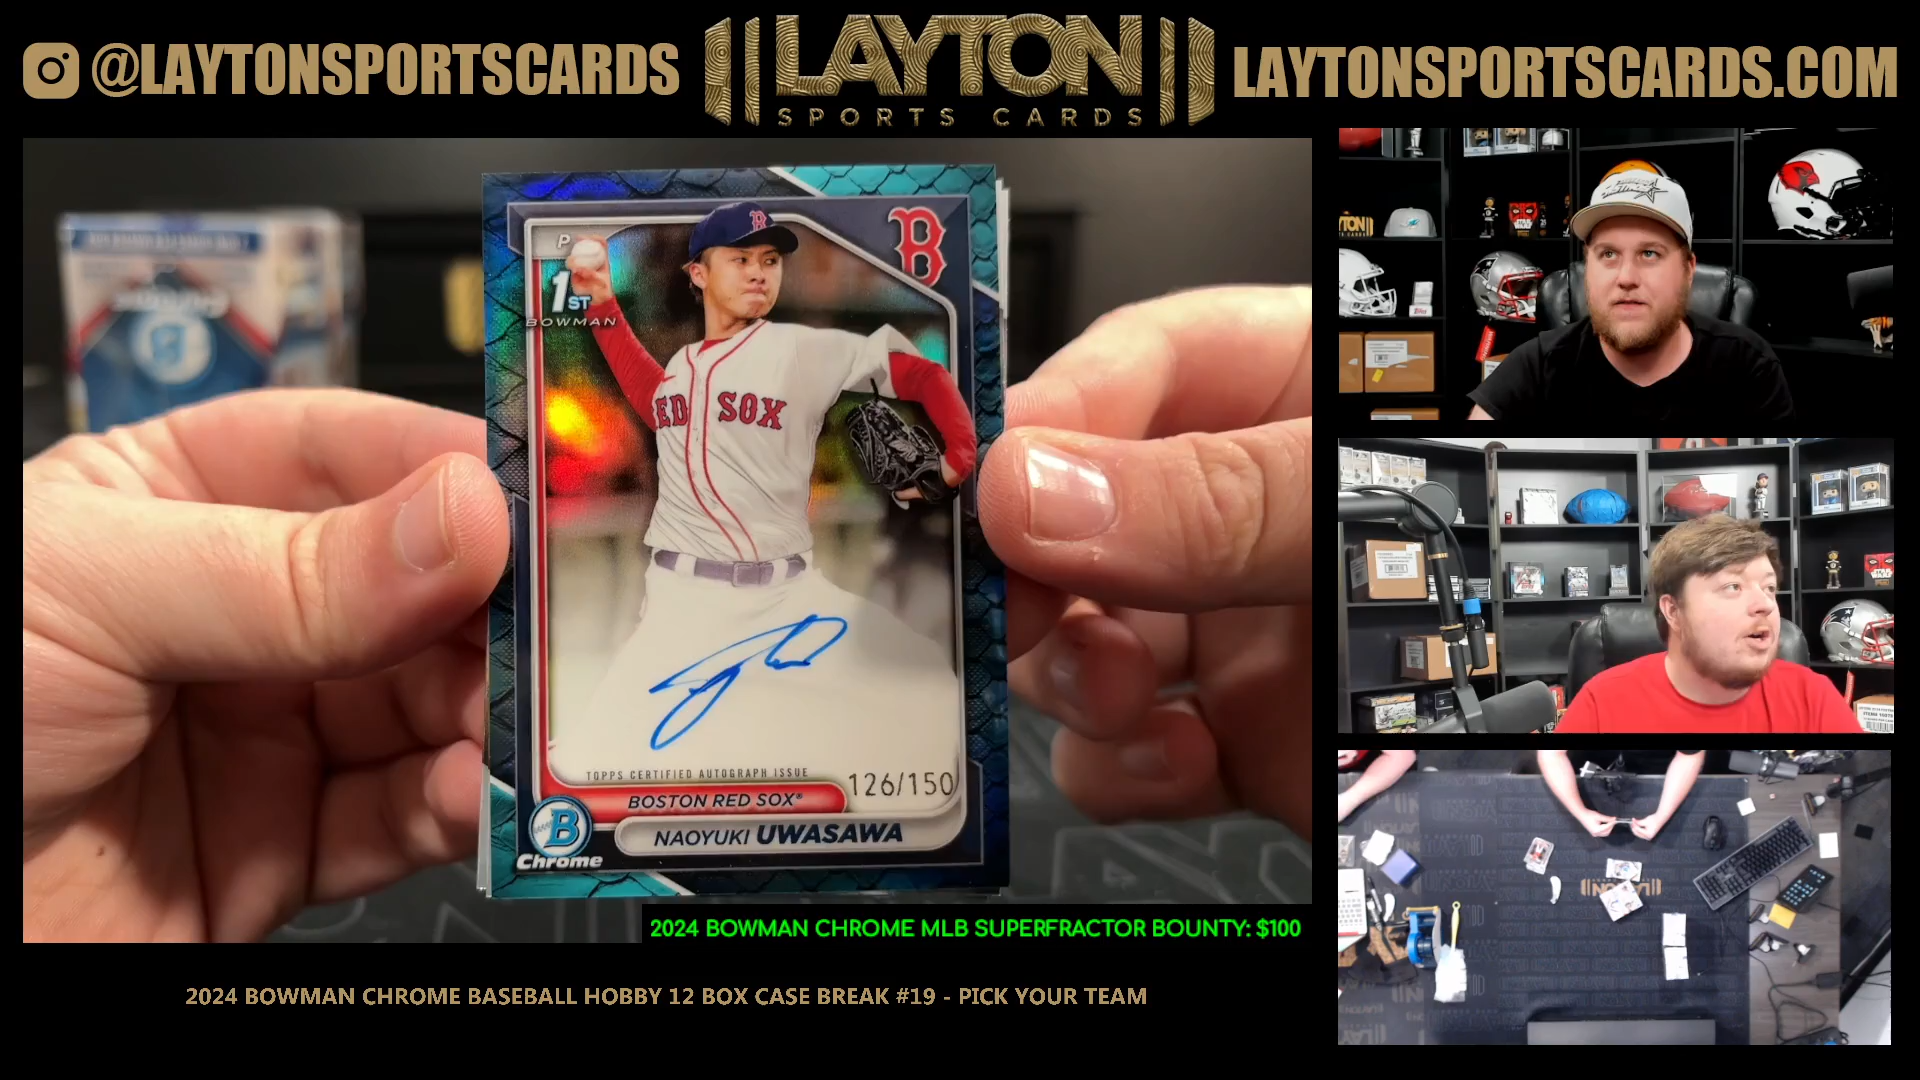 @LAYTONSPORTSCARDS
LAYTON
SPORTS CARDS
LAYTONSPORTSCARDS.COM
P
1ST
BOWMAN
B
B
RED SOX
TOPPS CERTIFIED AUTOGRAPH ISSUE
126/150
BOSTON RED SOX®
NAOYUKI UWASAWA
B
Chrome
2024 BOWMAN CHROME MLB SUPERFRACTOR BOUNTY: $100
2024 BOWMAN CHROME BASEBALL HOBBY 12 BOX CASE BREAK #19 - PICK YOUR TEAM
LAYTON